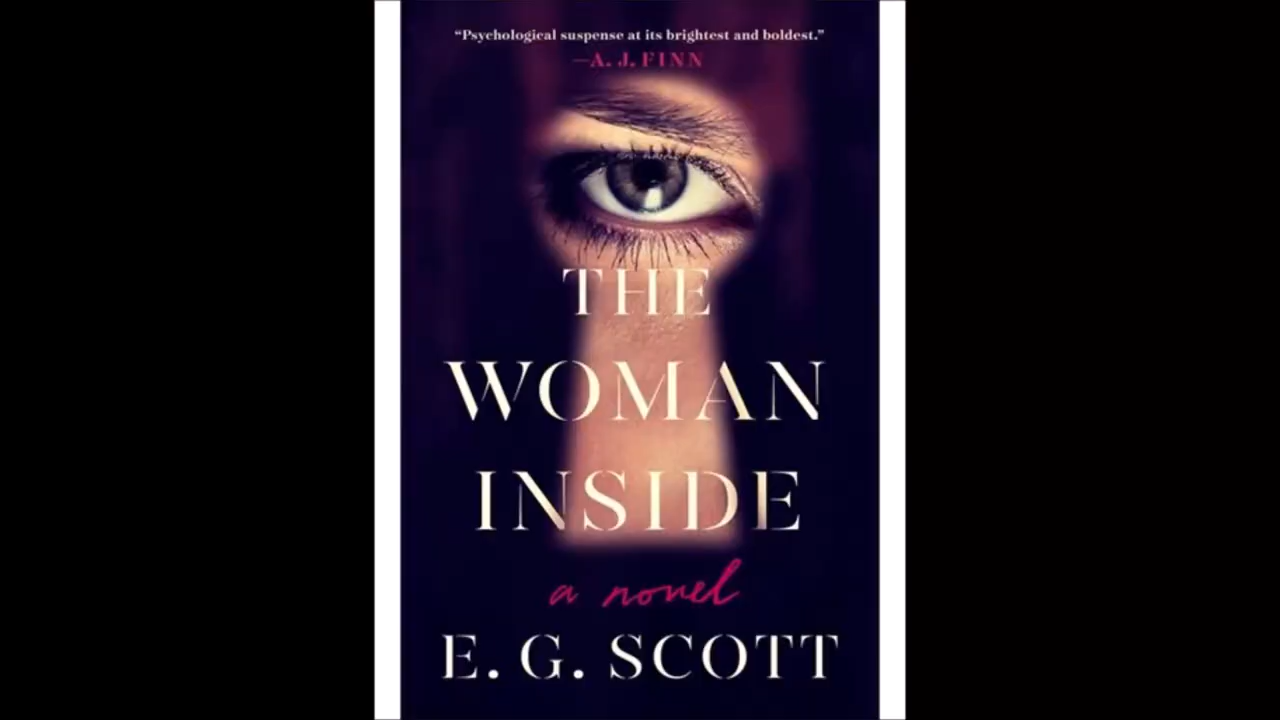 “Psychological suspense at its brightest and boldest.”
—A. J. FINN
THE
WOMAN
INSIDE
a novel
E. G. SCOTT